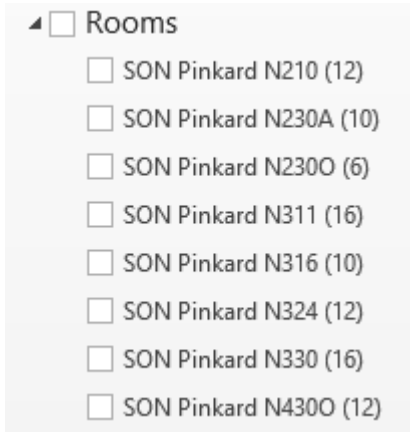 Rooms
SON Pinkard N210 (12)
SON Pinkard N230A (10)
SON Pinkard N230O (6)
SON Pinkard N311 (16)
SON Pinkard N316 (10)
SON Pinkard N324 (12)
SON Pinkard N330 (16)
SON Pinkard N430O (12)